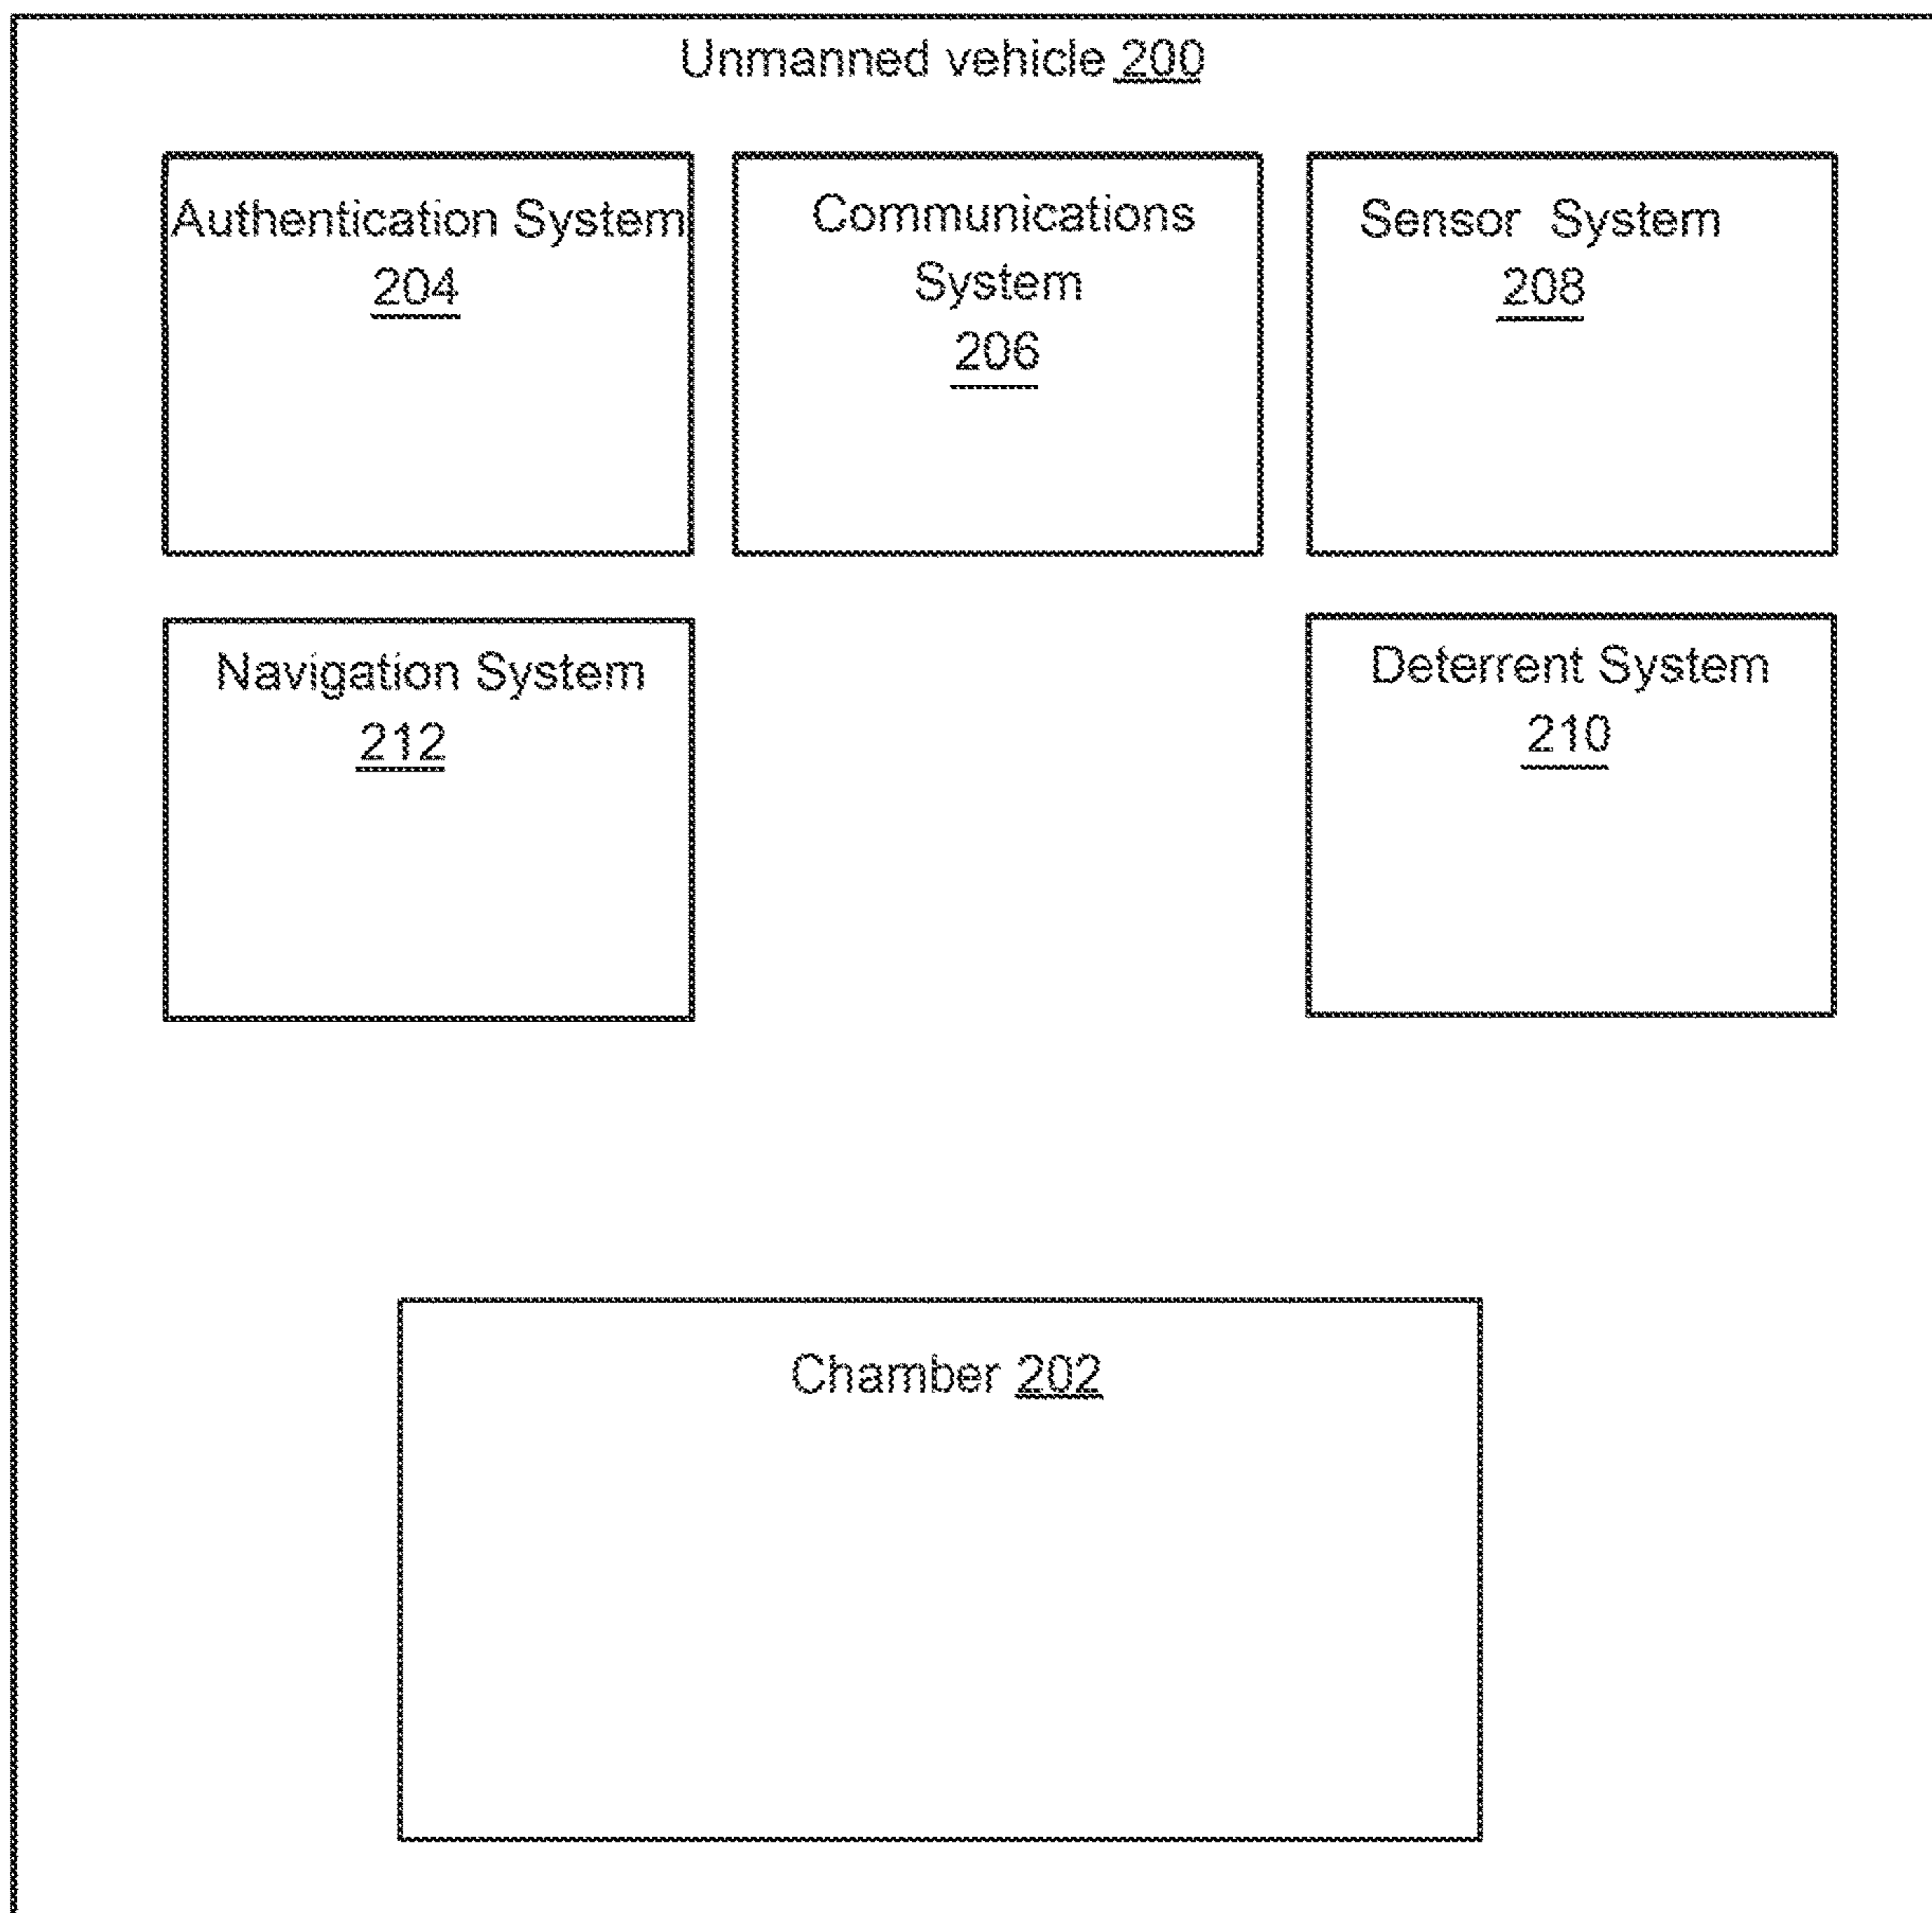 Unmanned vehicle 200
Authentication System
204
Communications
System
206
Sensor System
208
Navigation System
212
Deterrent System
210
Chamber 202